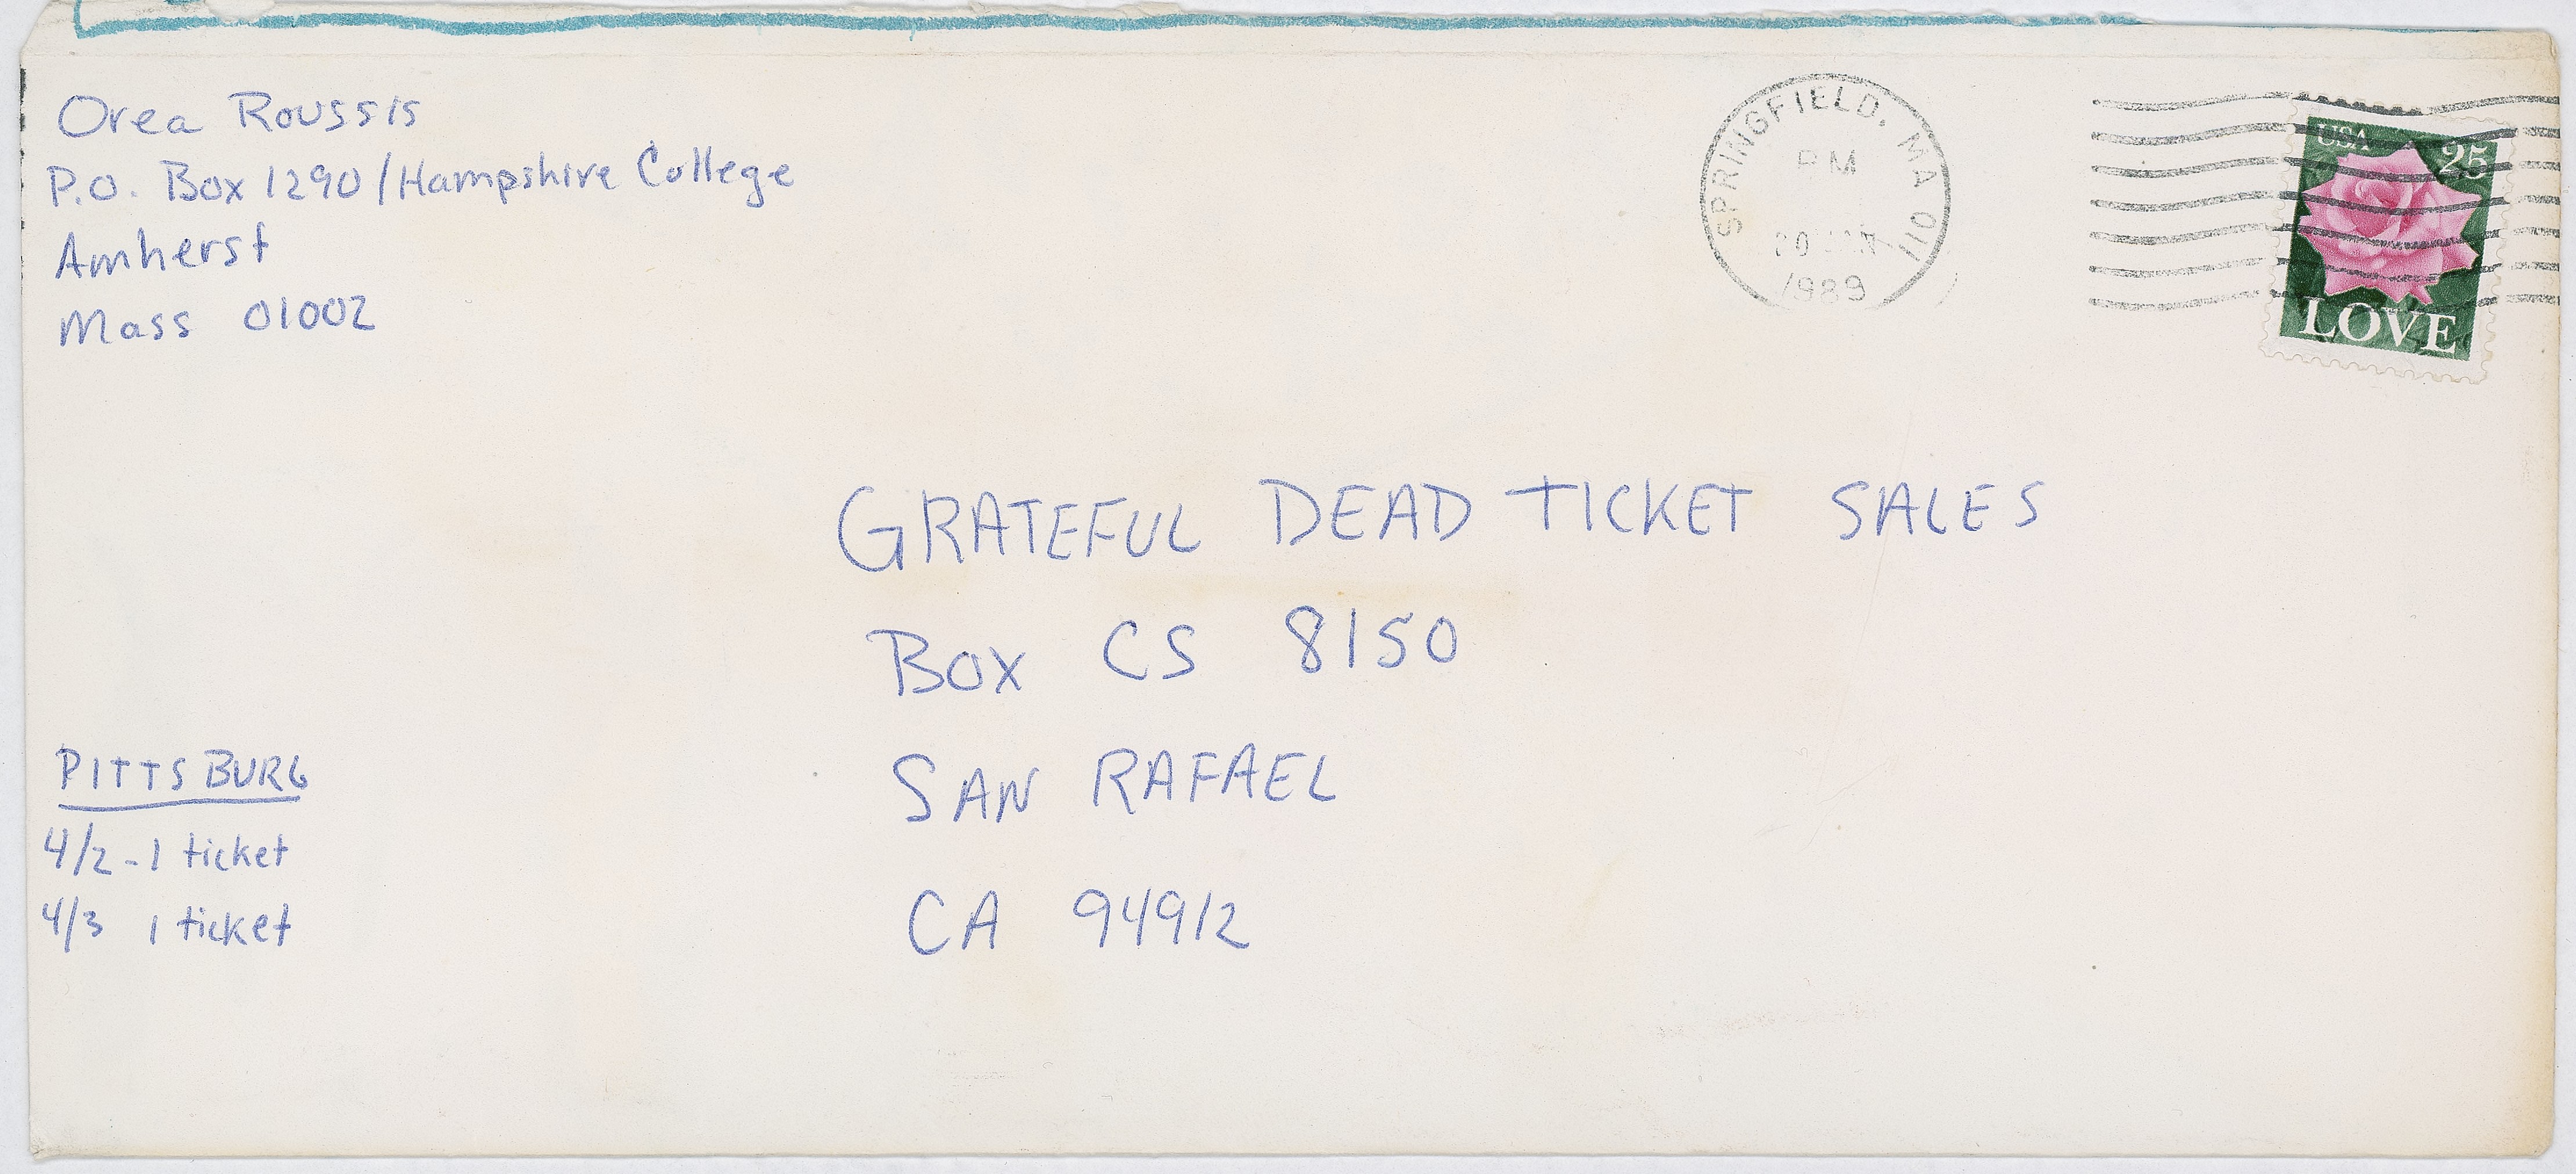 Orea Roussis
P.O. Box 1290/Hampshire College
Amherst
Mass 01002
SPRINGFIELD, MA 011
PM
1989
USA 25
LOVE
GRATEFUL DEAD TICKET SALES
BOX CS 8150
SAN RAFAEL
CA 94912
PITTSBURG
4/2 - 1 ticket
4/3 1 ticket